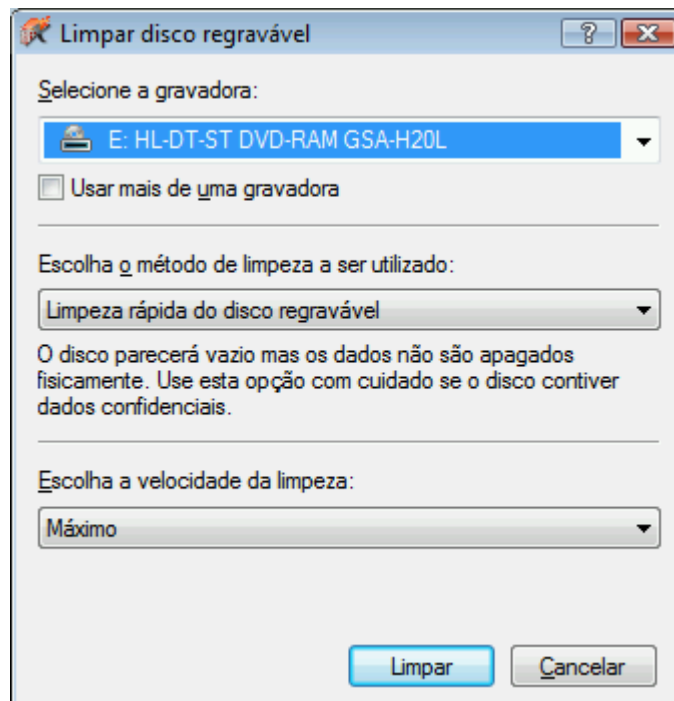 Limpar disco regravável
Selecione a gravadora:
E: HL-DT-ST DVD-RAM GSA-H20L
Usar mais de uma gravadora
Escolha o método de limpeza a ser utilizado:
Limpeza rápida do disco regravável
O disco parecerá vazio mas os dados não são apagados
fisicamente. Use esta opção com cuidado se o disco contiver
dados confidenciais.
Escolha a velocidade da limpeza:
Máximo
Limpar
Cancelar